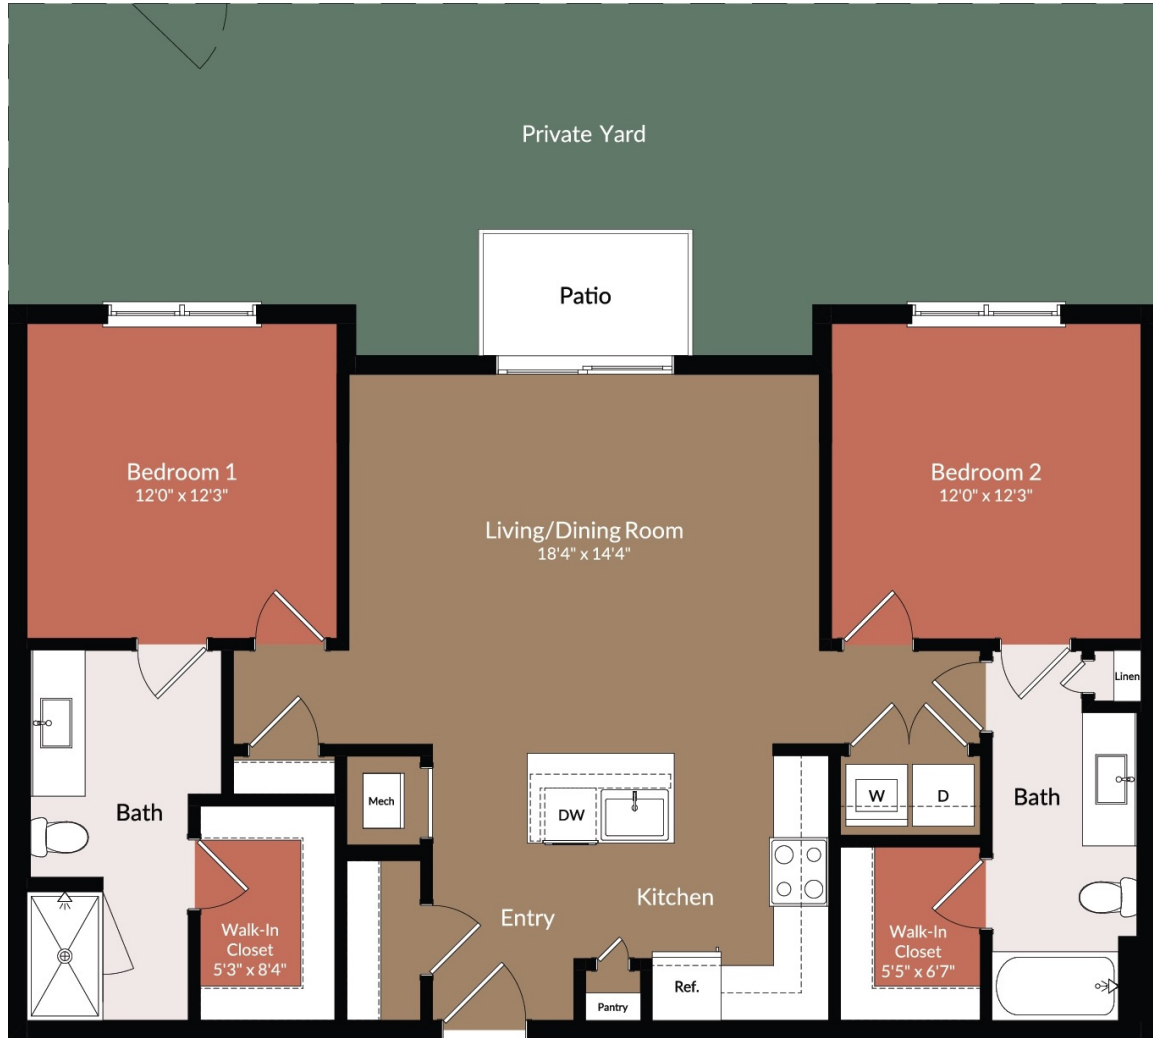 Private Yard
Patio
Bedroom 1
12'0" x 12'3"
Bedroom 2
12'0" x 12'3"
Living/Dining Room
18'4" x 14'4"
Linen
Mech
Bath
DW
W
D
Bath
Kitchen
Entry
Walk-In
Closet
5'3" x 8'4"
Walk-In
Closet
5'5" x 6'7"
Ref.
Pantry